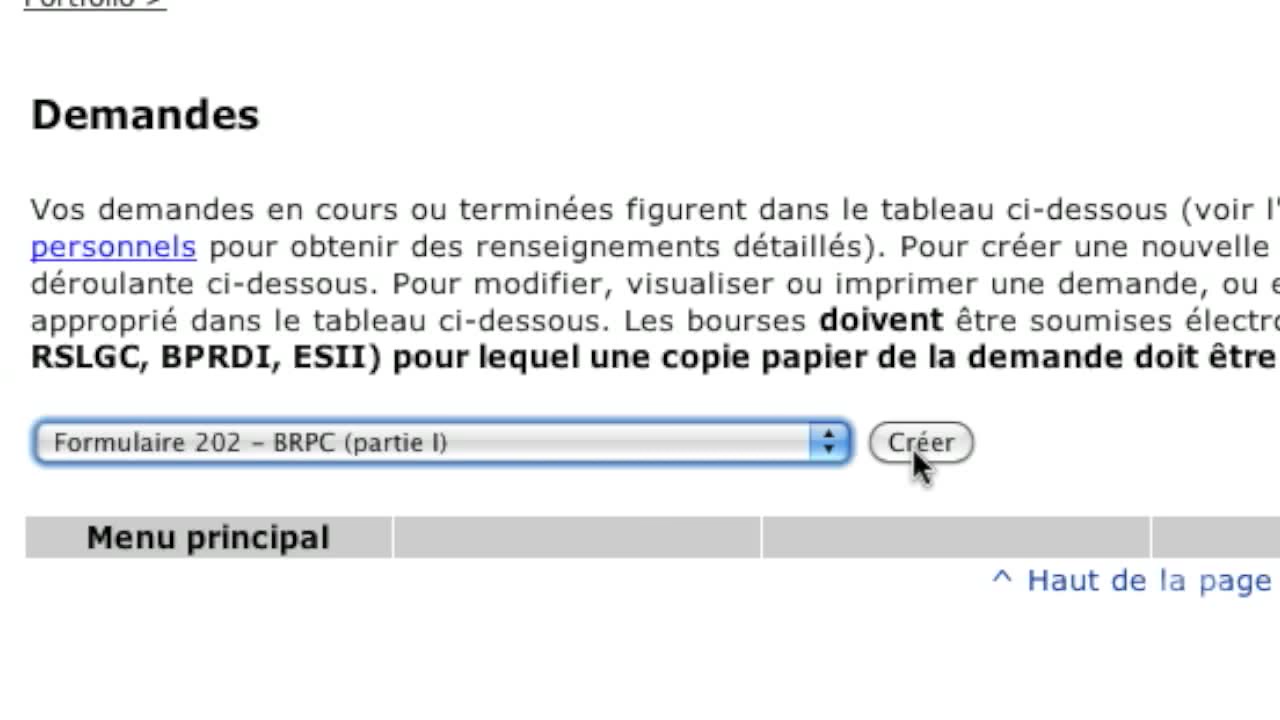 Portfolio >
Demandes
Vos demandes en cours ou terminées figurent dans le tableau ci-dessous (voir l'
personnels pour obtenir des renseignements détaillés). Pour créer une nouvelle
déroulante ci-dessous. Pour modifier, visualiser ou imprimer une demande, ou
approprié dans le tableau ci-dessous. Les bourses doivent être soumises électro
RSLGC, BPRDI, ESII) pour lequel une copie papier de la demande doit être
Formulaire 202 – BRPC (partie I) Créer
Menu principal
^ Haut de la page